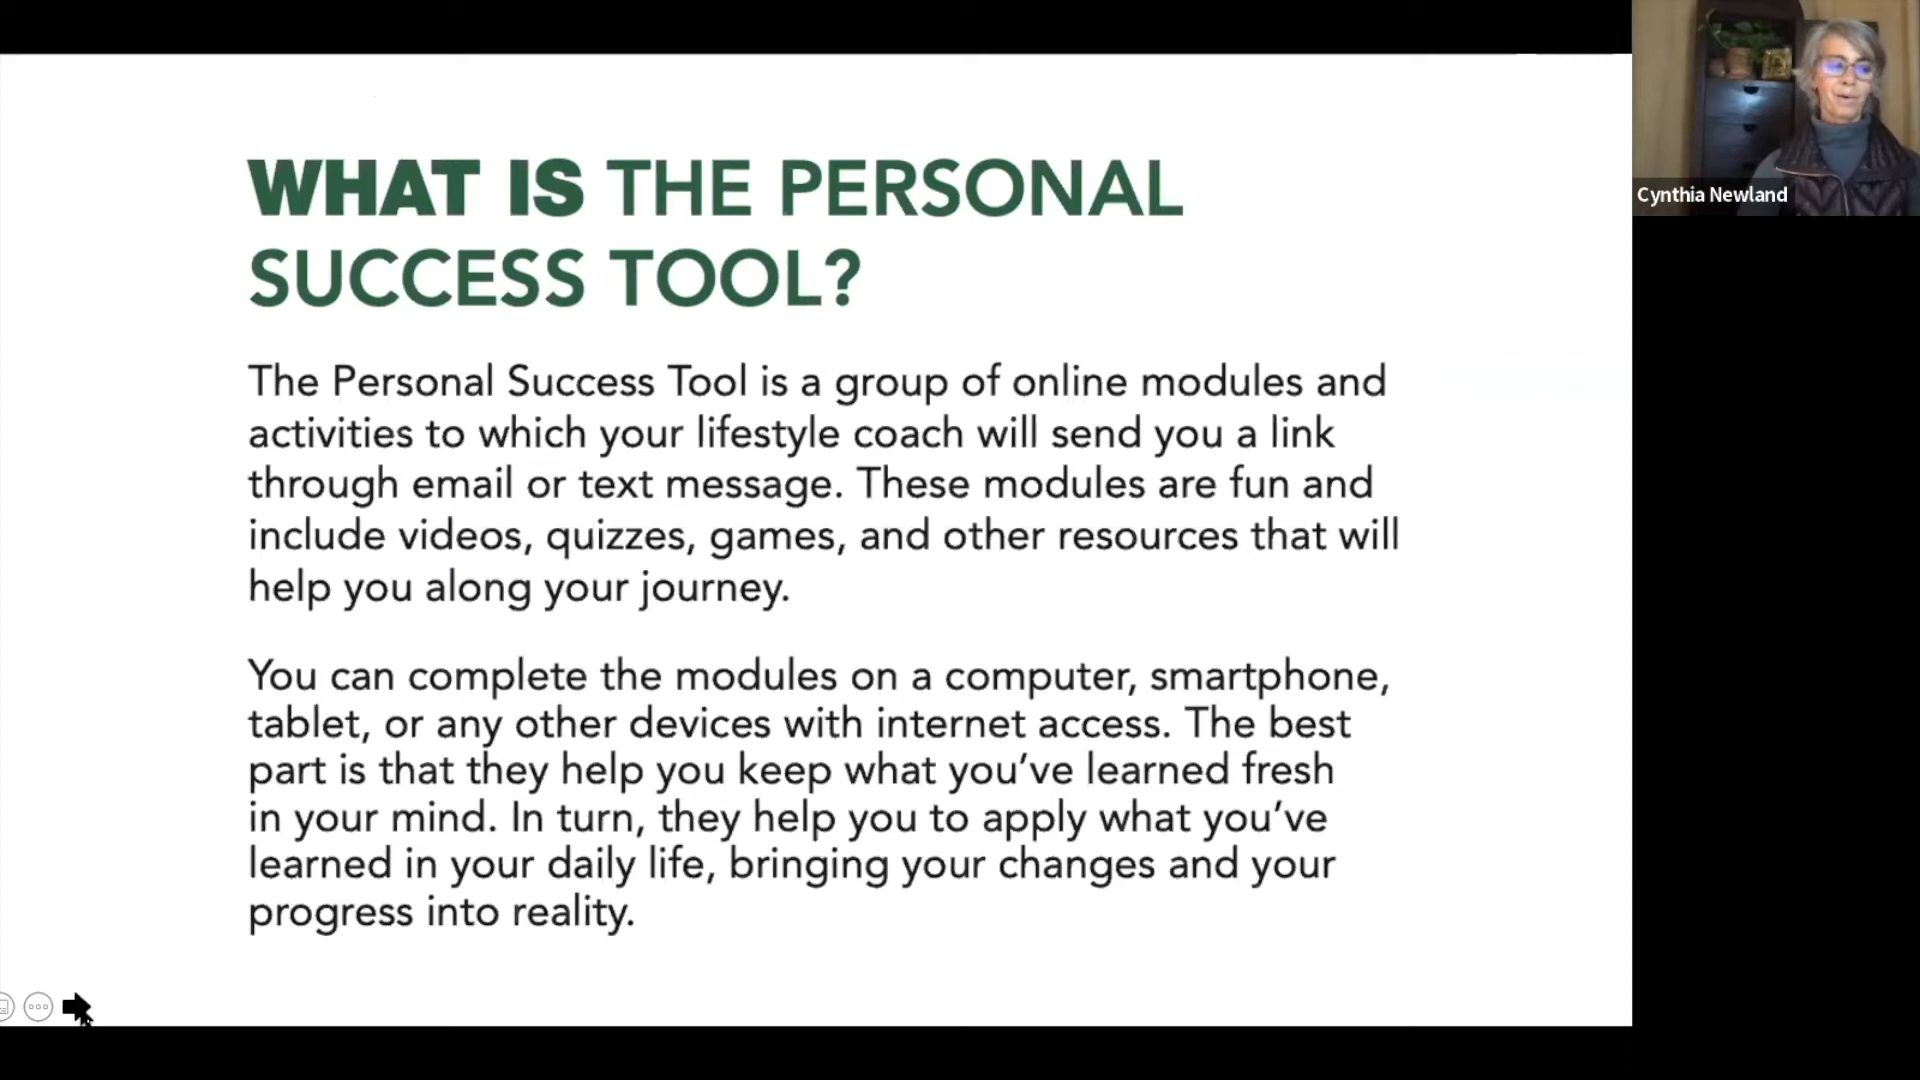 WHAT IS THE PERSONAL
SUCCESS TOOL?
The Personal Success Tool is a group of online modules and
activities to which your lifestyle coach will send you a link
through email or text message. These modules are fun and
include videos, quizzes, games, and other resources that will
help you along your journey.
You can complete the modules on a computer, smartphone,
tablet, or any other devices with internet access. The best
part is that they help you keep what you’ve learned fresh
in your mind. In turn, they help you to apply what you’ve
learned in your daily life, bringing your changes and your
progress into reality.
Cynthia Newland